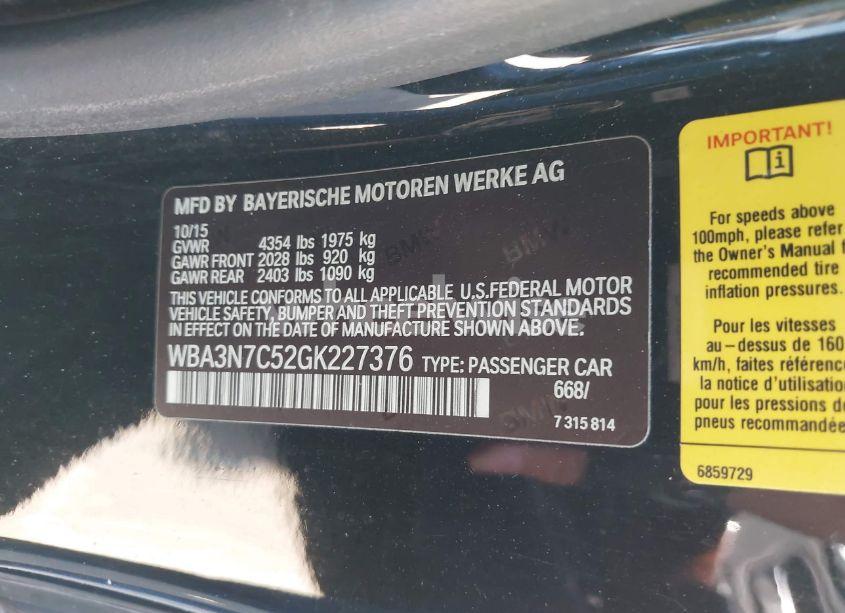 MFD BY BAYERISCHE MOTOREN WERKE AG
10/15
GVWR 4354 lbs 1975 kg
GAWR FRONT 2028 lbs 920 kg
GAWR REAR 2403 lbs 1090 kg
THIS VEHICLE CONFORMS TO ALL APPLICABLE U.S.FEDERAL MOTOR
VEHICLE SAFETY, BUMPER AND THEFT PREVENTION STANDARDS
IN EFFECT ON THE DATE OF MANUFACTURE SHOWN ABOVE.
WBA3N7C52GK227376 TYPE: PASSENGER CAR
668/
7 315 814
IMPORTANT!
For speeds above
100mph, please refer
the Owner's Manual
recommended tire
inflation pressures.
Pour les vitesses
au-dessus de 160
km/h, faites référence
la notice d'utilisation
pour les pressions de
pneus recommandée
6859729